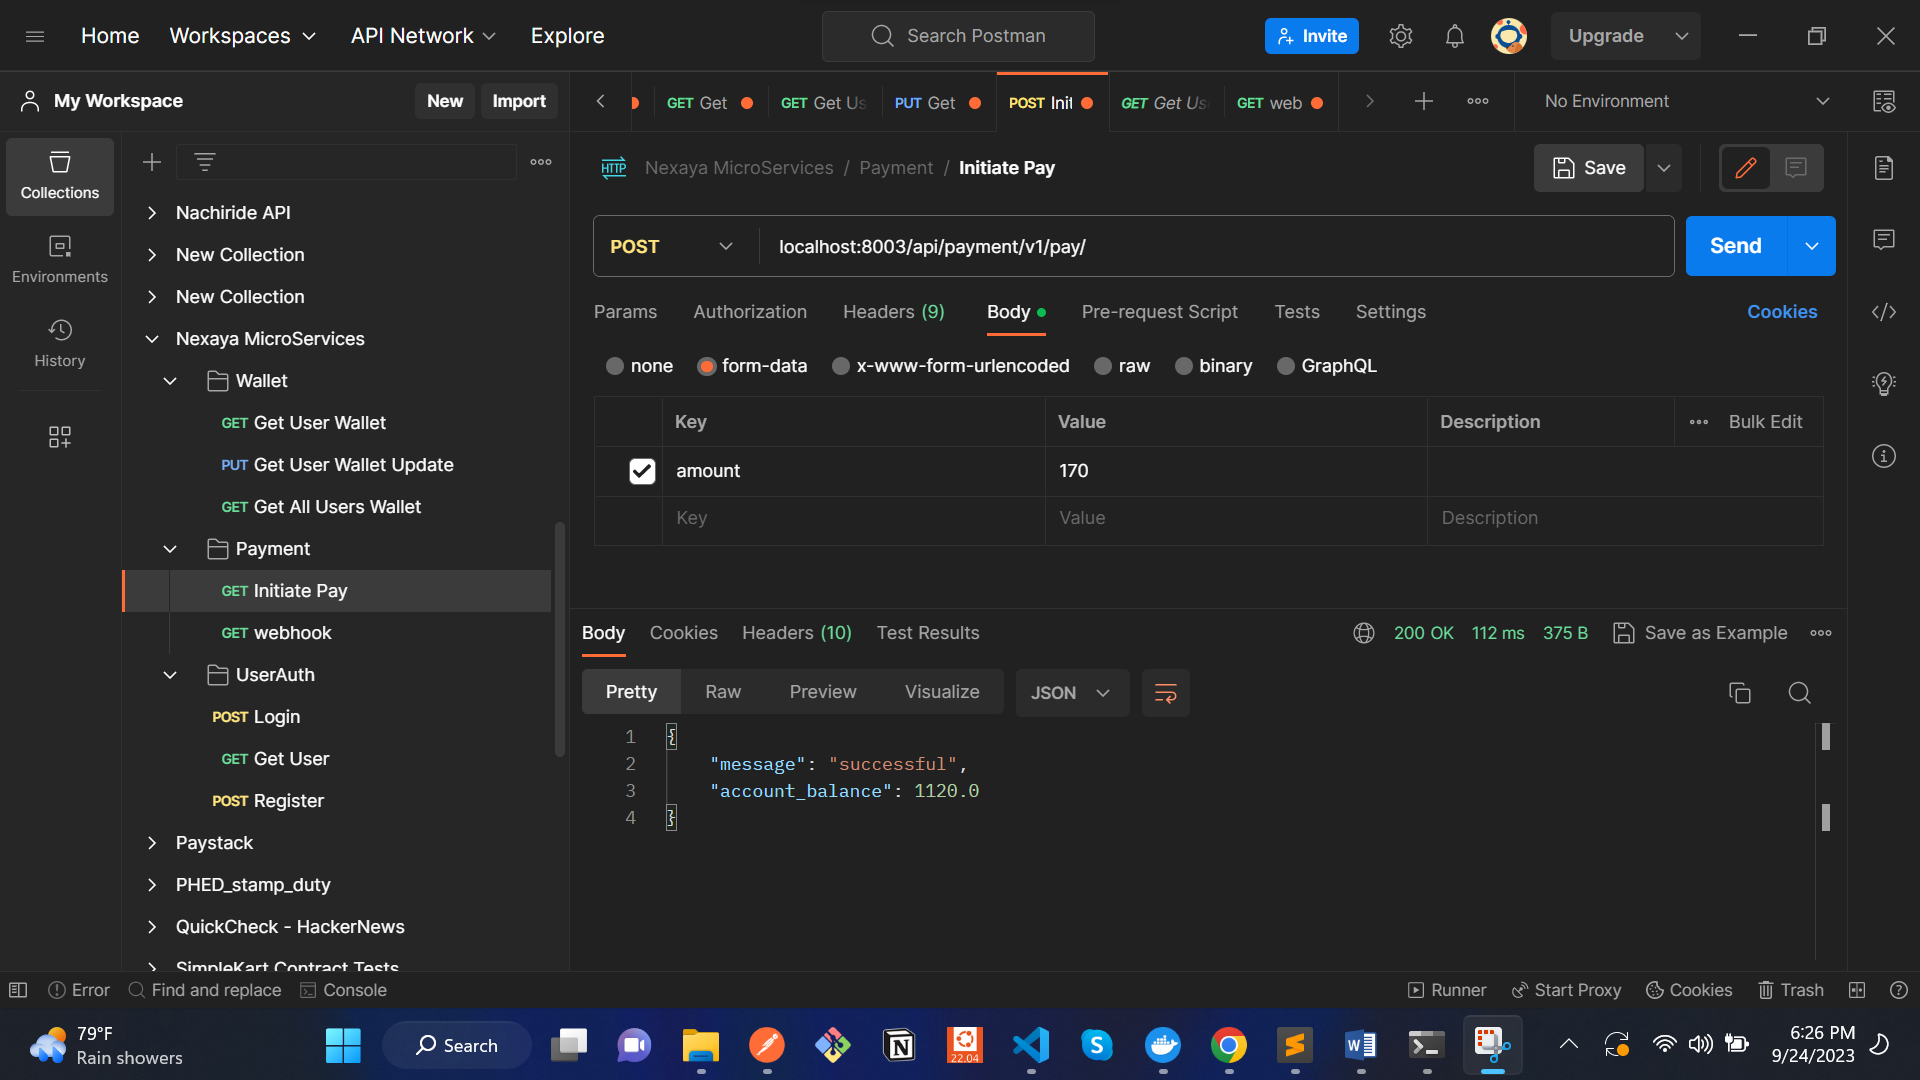 Home Workspaces API Network Explore Search Postman Invite Upgrade
My Workspace New Import GET Get GET Get Us PUT Get POST Init GET Get Us GET web No Environment
Collections
Environments
History
Nachiride API
New Collection
New Collection
Nexaya MicroServices
Wallet
GET Get User Wallet
PUT Get User Wallet Update
GET Get All Users Wallet
Payment
GET Initiate Pay
GET webhook
UserAuth
POST Login
GET Get User
POST Register
Paystack
PHED_stamp_duty
QuickCheck - HackerNews
SimpleKart Contract Tests
HTTP Nexaya MicroServices / Payment / Initiate Pay Save
POST localhost:8003/api/payment/v1/pay/ Send
Params Authorization Headers (9) Body Pre-request Script Tests Settings Cookies
none form-data x-www-form-urlencoded raw binary GraphQL
Key Value Description Bulk Edit
amount 170
Key Value Description
Body Cookies Headers (10) Test Results 200 OK 112 ms 375 B Save as Example
Pretty Raw Preview Visualize JSON
1 {
2 "message": "successful",
3 "account_balance": 1120.0
4 }
Error Find and replace Console Runner Start Proxy Cookies Trash
79°F
Rain showers
Search
22.04
6:26 PM
9/24/2023